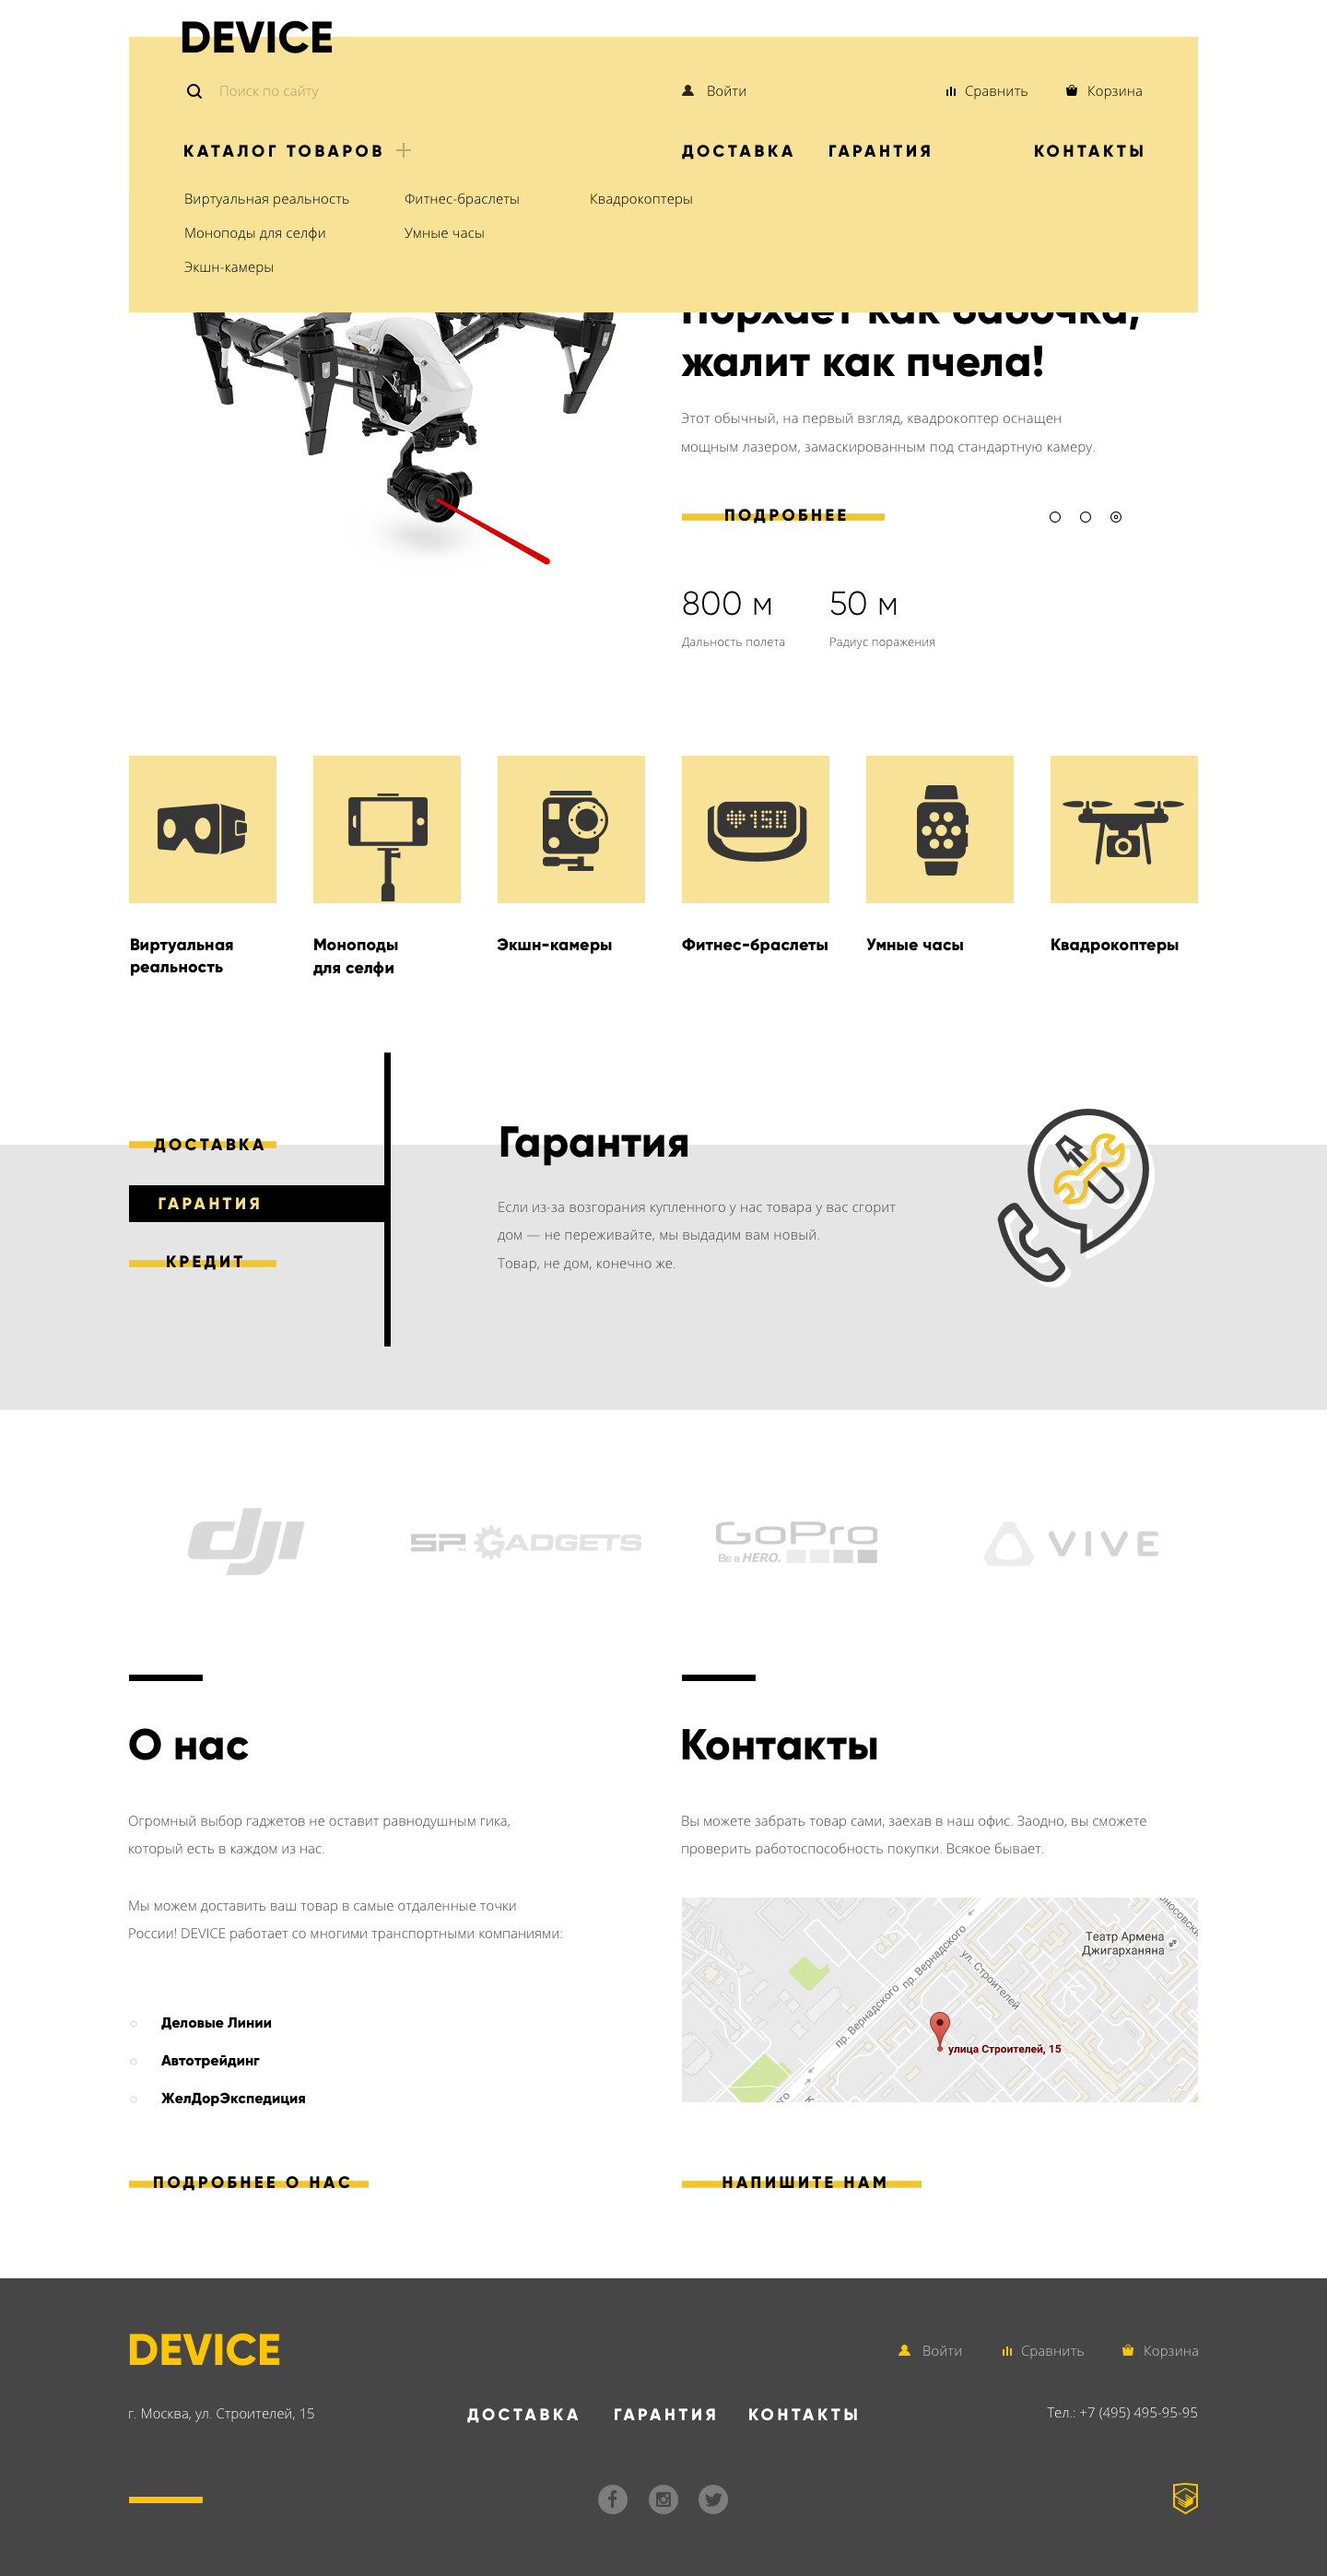 DEVICE
Поиск по сайту
Войти
Сравнить
Корзина
КАТАЛОГ ТОВАРОВ
ДОСТАВКА
ГАРАНТИЯ
КОНТАКТЫ
Виртуальная реальность
Фитнес-браслеты
Квадрокоптеры
Моноподы для селфи
Умные часы
Экшн-камеры
Порхает как бабочка,
жалит как пчела!
Этот обычный, на первый взгляд, квадрокоптер оснащен
мощным лазером, замаскированным под стандартную камеру.
ПОДРОБНЕЕ
800 м
50 м
Дальность полета
Радиус поражения
150
Виртуальная
реальность
Моноподы
для селфи
Экшн-камеры
Фитнес-браслеты
Умные часы
Квадрокоптеры
ДОСТАВКА
ГАРАНТИЯ
КРЕДИТ
Гарантия
Если из-за возгорания купленного у нас товара у вас сгорит
дом — не переживайте, мы выдадим вам новый.
Товар, не дом, конечно же.
dji
SP GADGETS
GoPro
Be a HERO.
VIVE
О нас
Огромный выбор гаджетов не оставит равнодушным гика,
который есть в каждом из нас.
Мы можем доставить ваш товар в самые отдаленные точки
России! DEVICE работает со многими транспортными компаниями:
Деловые Линии
Автотрейдинг
ЖелДорЭкспедиция
ПОДРОБНЕЕ О НАС
Контакты
Вы можете забрать товар сами, заехав в наш офис. Заодно, вы сможете
проверить работоспособность покупки. Всякое бывает.
Театр Армена
Джигарханяна
пр. Вернадского
ул. Строителей
пр. Вернадского
улица Строителей, 15
НАПИШИТЕ НАМ
DEVICE
Войти
Сравнить
Корзина
г. Москва, ул. Строителей, 15
ДОСТАВКА
ГАРАНТИЯ
КОНТАКТЫ
Тел.: +7 (495) 495-95-95